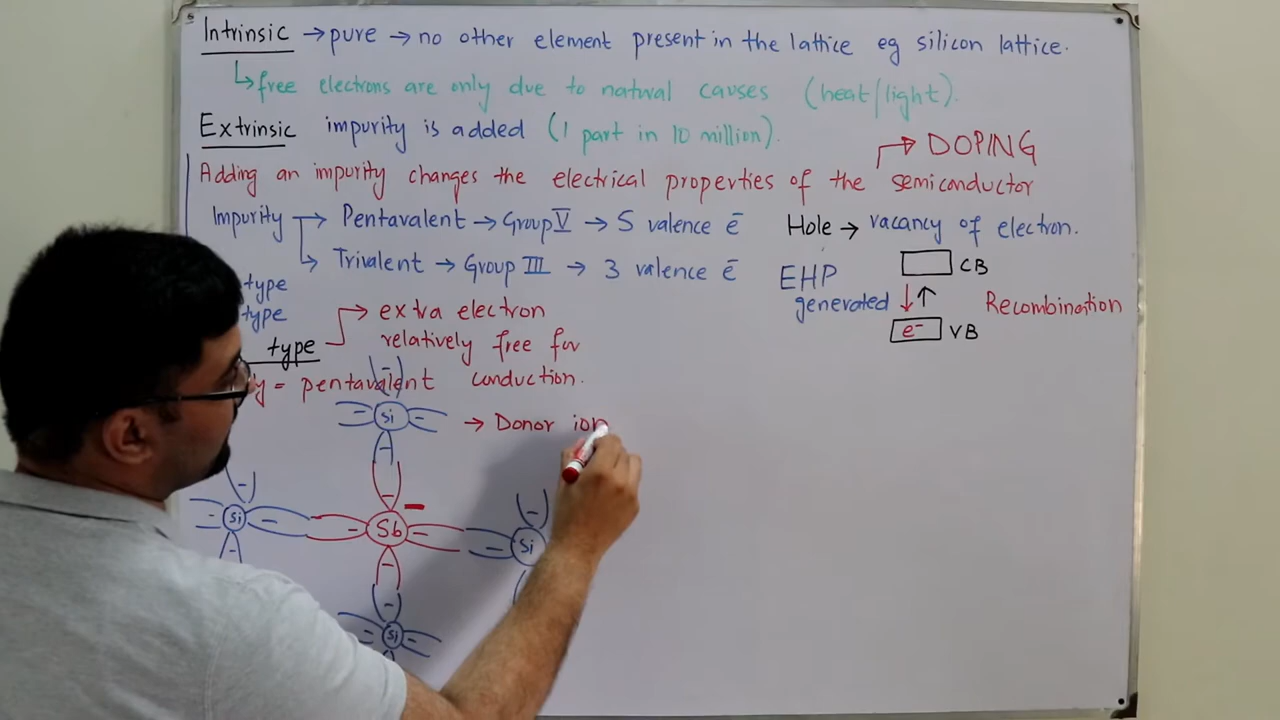 Intrinsic → pure → no other element present in the lattice eg silicon lattice.
↳ free electrons are only due to natural causes (heat/light).
Extrinsic impurity is added (1 part in 10 million).
→ DOPING
Adding an impurity changes the electrical properties of the semiconductor
Impurity → Pentavalent → Group V → 5 valence e⁻
↳ Trivalent → Group III → 3 valence e⁻
type
type
type → extra electron
relatively free for
conduction.
y = pentavalent
Hole → vacancy of electron.
EHP
generated
CB
↓↑
e⁻ VB
Recombination
Si
→ Donor ion
Si
Sb
Si
Si